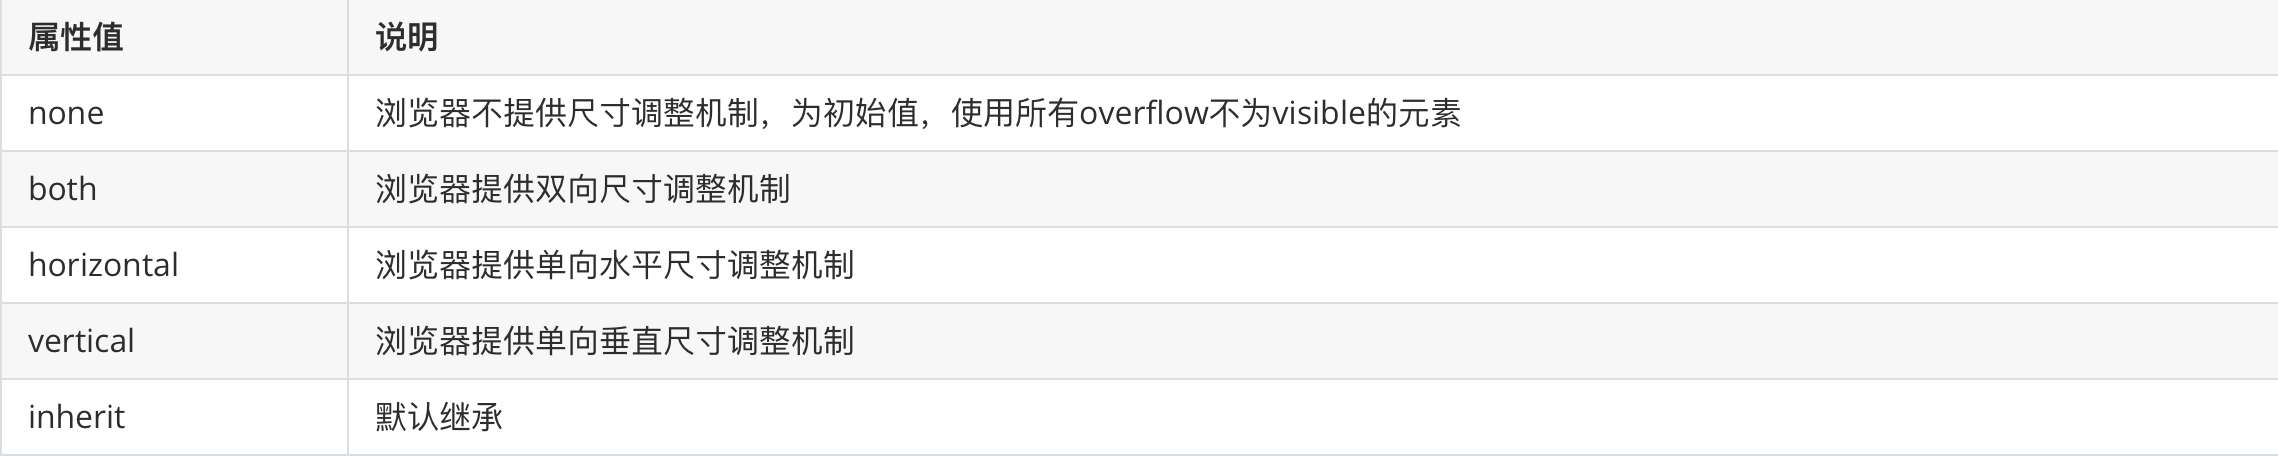 属性值 说明
none 浏览器不提供尺寸调整机制，为初始值，使用所有overflow不为visible的元素
both 浏览器提供双向尺寸调整机制
horizontal 浏览器提供单向水平尺寸调整机制
vertical 浏览器提供单向垂直尺寸调整机制
inherit 默认继承